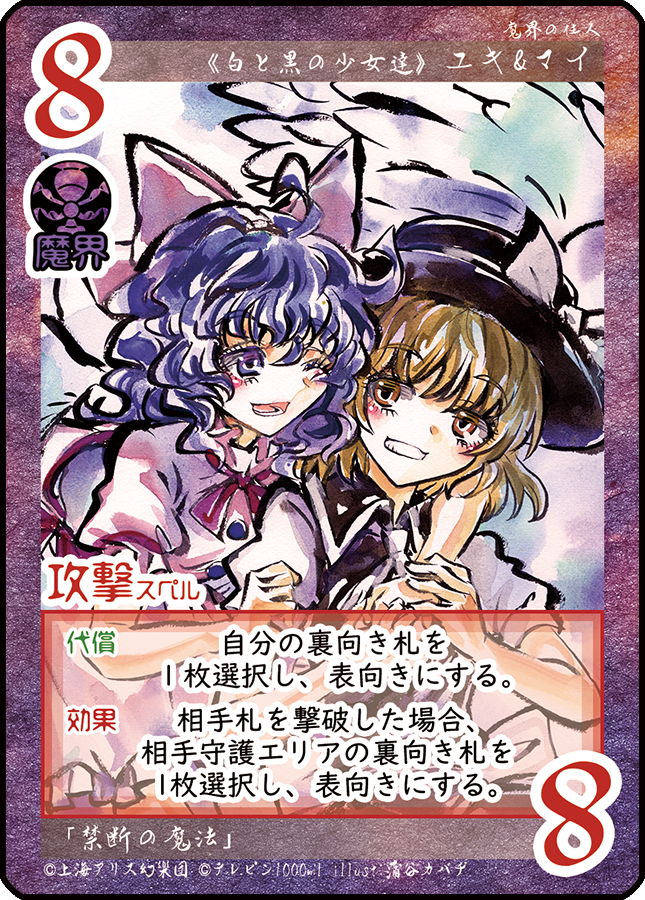 魔界の住人
8
《白と黒の少女達》 ユキ&マイ
魔界
攻撃スペル
代償 自分の裏向き札を
1枚選択し、表向きにする。
効果 相手札を撃破した場合、
相手守護エリアの裏向き札を
1枚選択し、表向きにする。
8
「禁断の魔法」
©上海アリス幻樂団 ©テレピン1000ml illust.蒲谷カバヂ